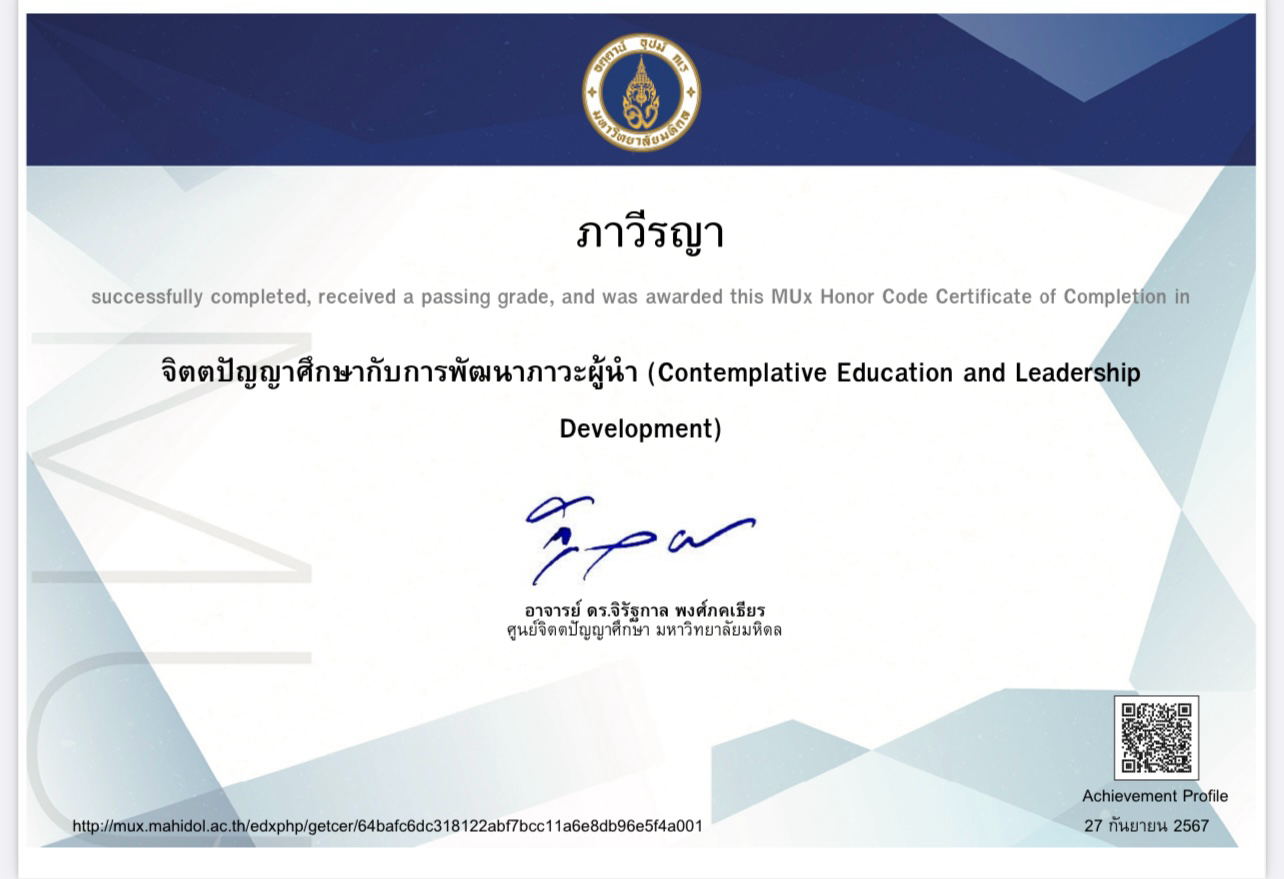 อตฺตานํ อุปมํ กเร
มหาวิทยาลัยมหิดล
ภาวีรญา
successfully completed, received a passing grade, and was awarded this MUx Honor Code Certificate of Completion in
จิตตปัญญาศึกษากับการพัฒนาภาวะผู้นำ (Contemplative Education and Leadership
Development)
อาจารย์ ดร.จิรัฐกาล พงศ์ภคเธียร
ศูนย์จิตตปัญญาศึกษา มหาวิทยาลัยมหิดล
MU
Achievement Profile
http://mux.mahidol.ac.th/edxphp/getcer/64bafc6dc318122abf7bcc11a6e8db96e5f4a001
27 กันยายน 2567